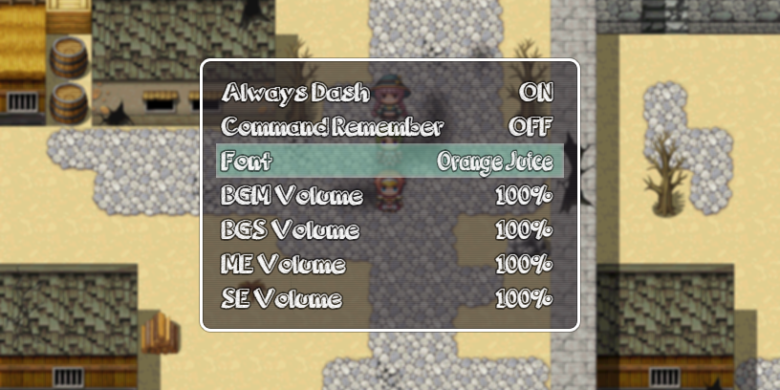 Always Dash ON
Command Remember OFF
Font Orange Juice
BGM Volume 100%
BGS Volume 100%
ME Volume 100%
SE Volume 100%